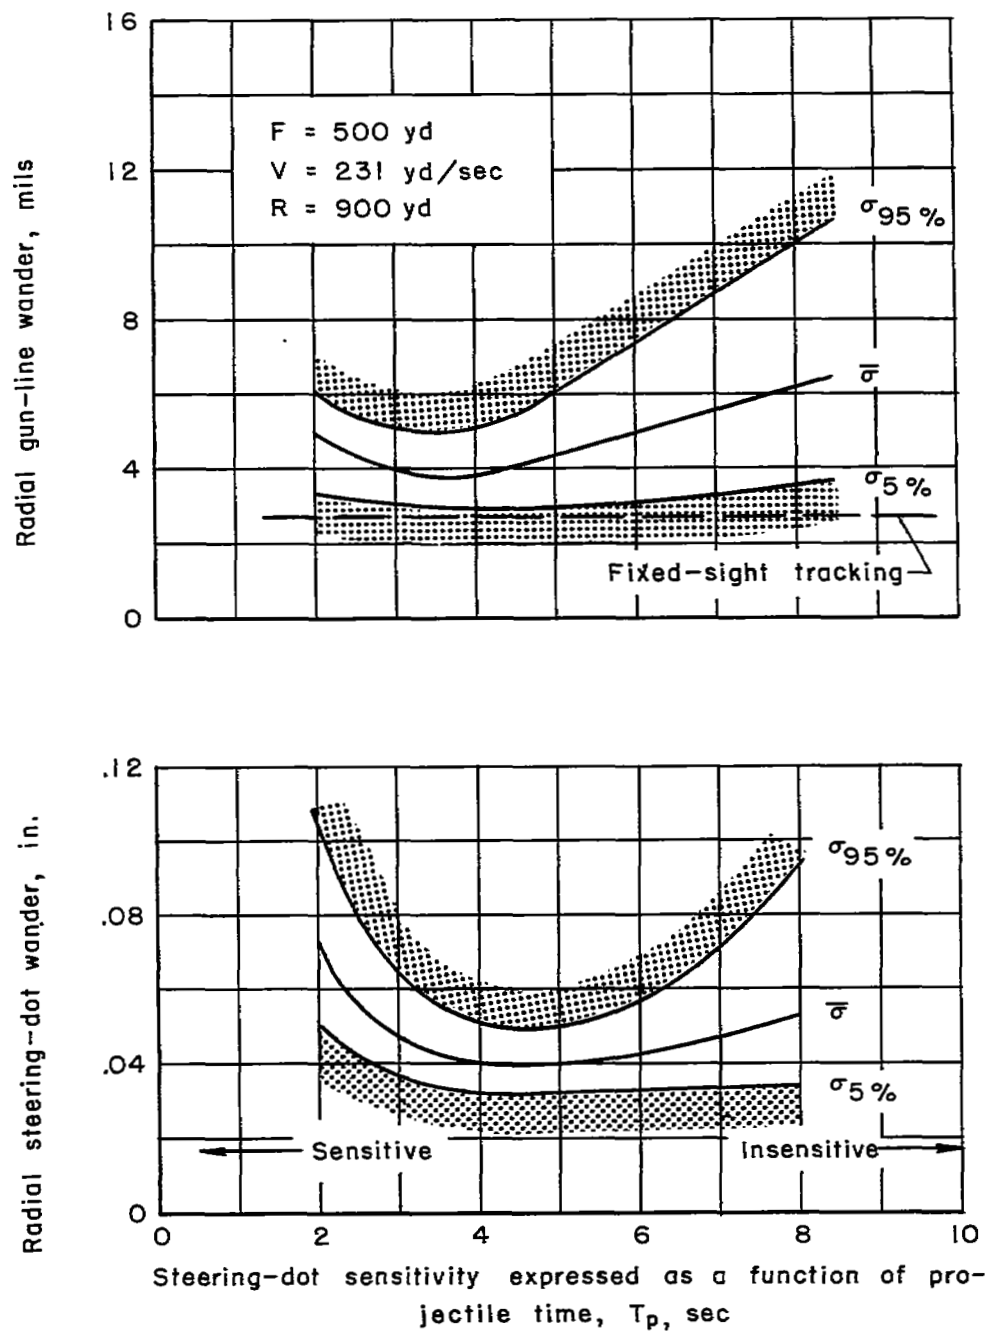 16
12
8
4
0
Radial gun-line wander, mils
F = 500 yd
V = 231 yd/sec
R = 900 yd
σ95 %
σ̅
σ5 %
Fixed-sight tracking
.12
.08
.04
0
Radial steering-dot wander, in.
σ95 %
σ̅
σ5 %
Sensitive
Insensitive
0 2 4 6 8 10
Steering-dot sensitivity expressed as a function of pro-
jectile time, Tp, sec